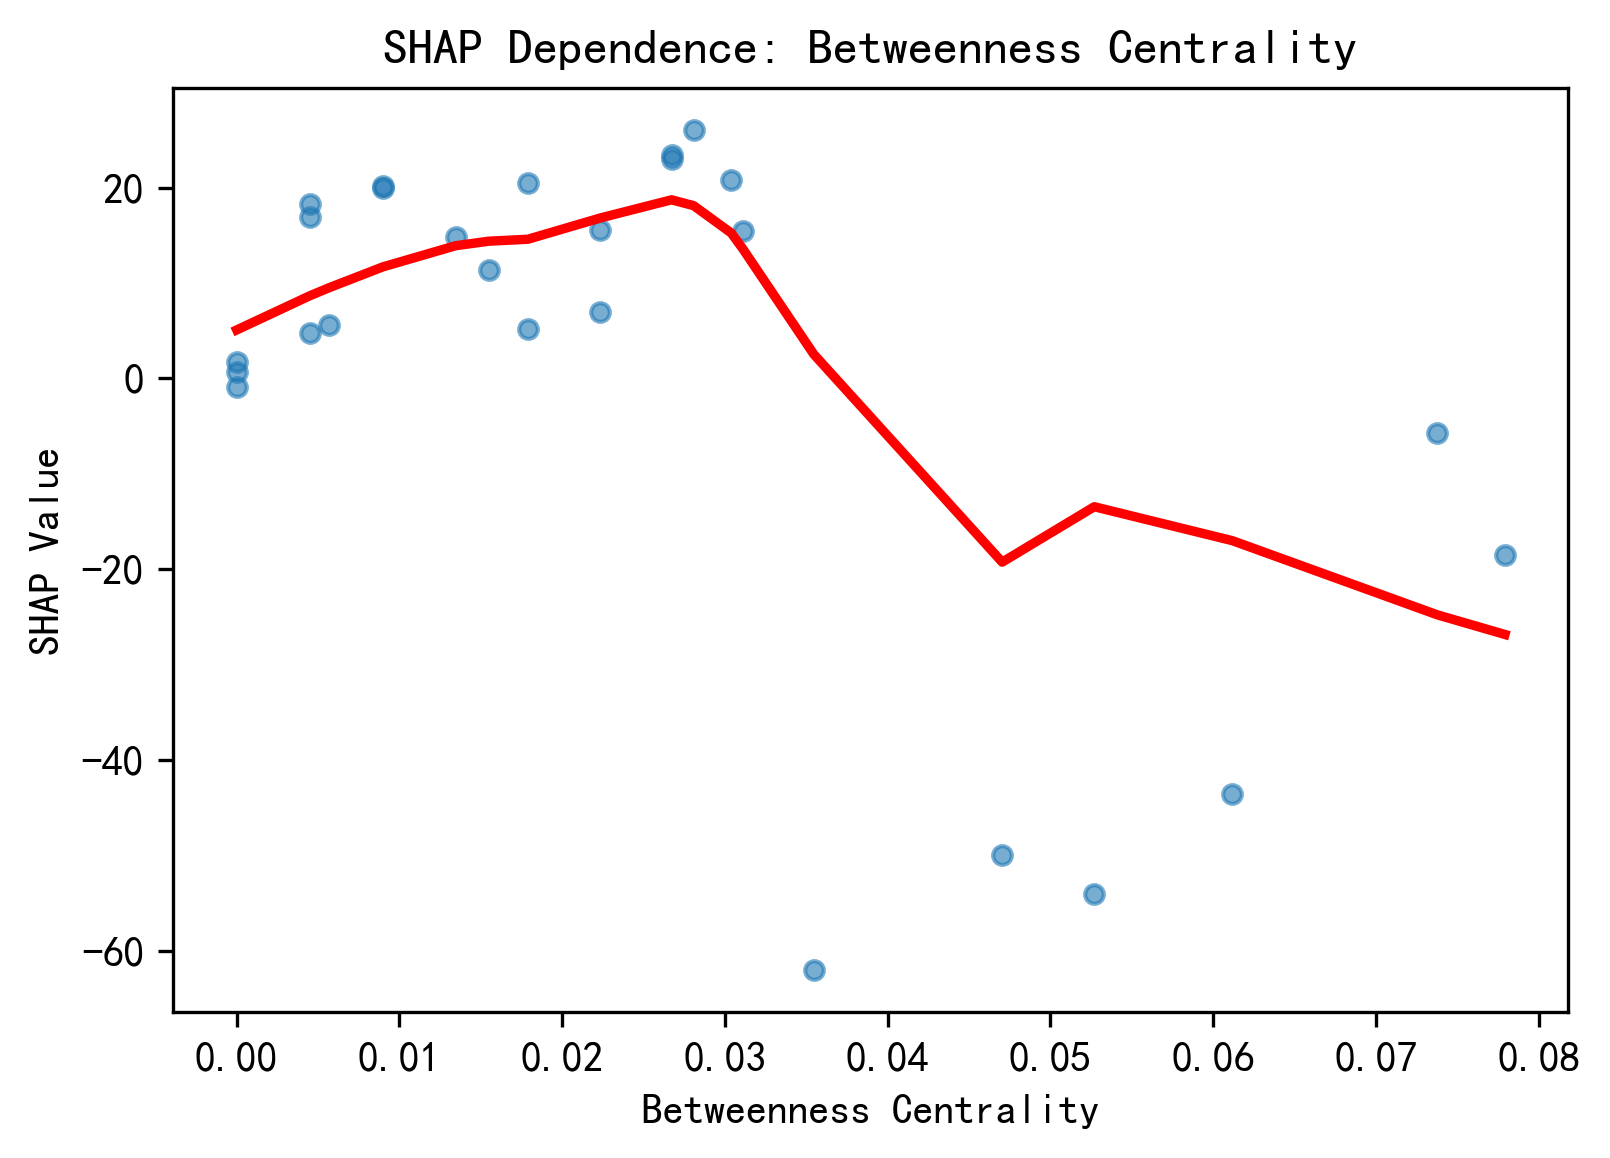 SHAP Dependence: Betweenness Centrality
SHAP Value
20
0
−20
−40
−60
0.00 0.01 0.02 0.03 0.04 0.05 0.06 0.07 0.08
Betweenness Centrality